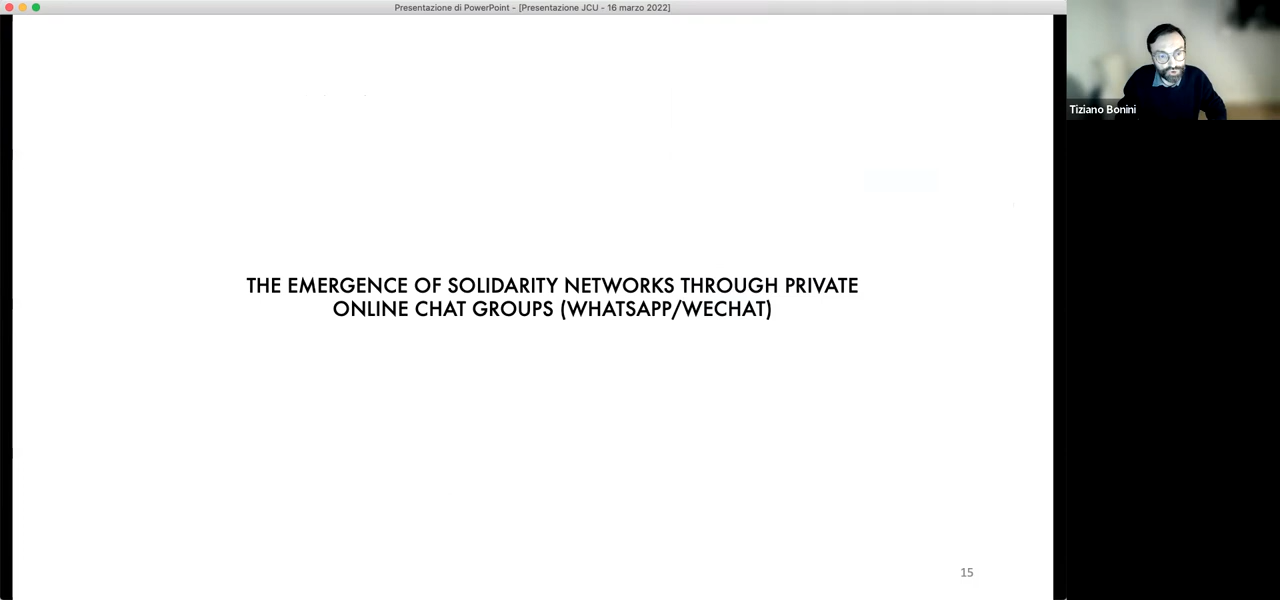 Presentazione di PowerPoint - [Presentazione JCU - 16 marzo 2022]
Tiziano Bonini
THE EMERGENCE OF SOLIDARITY NETWORKS THROUGH PRIVATE
ONLINE CHAT GROUPS (WHATSAPP/WECHAT)
15